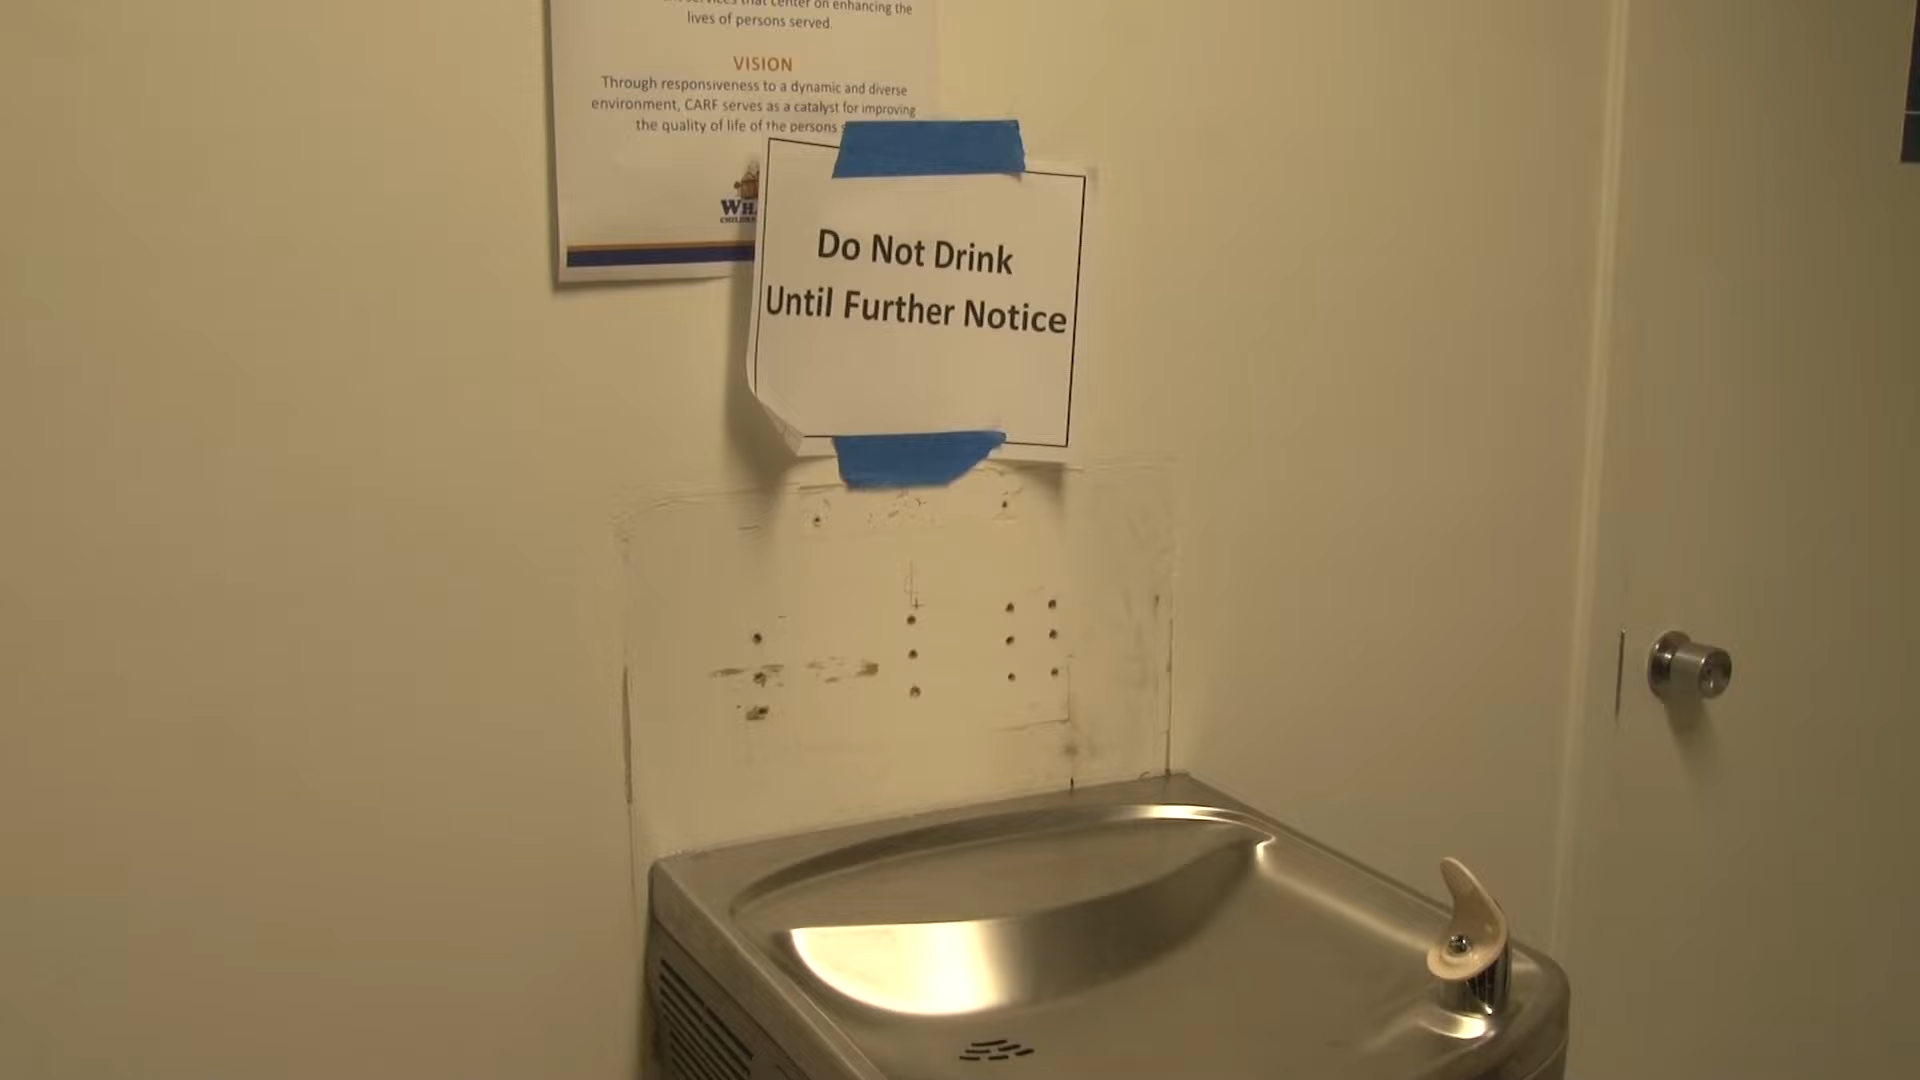 services that center on enhancing the
lives of persons served.
VISION
Through responsiveness to a dynamic and diverse
environment, CARF serves as a catalyst for improving
the quality of life of the persons
Do Not Drink
Until Further Notice